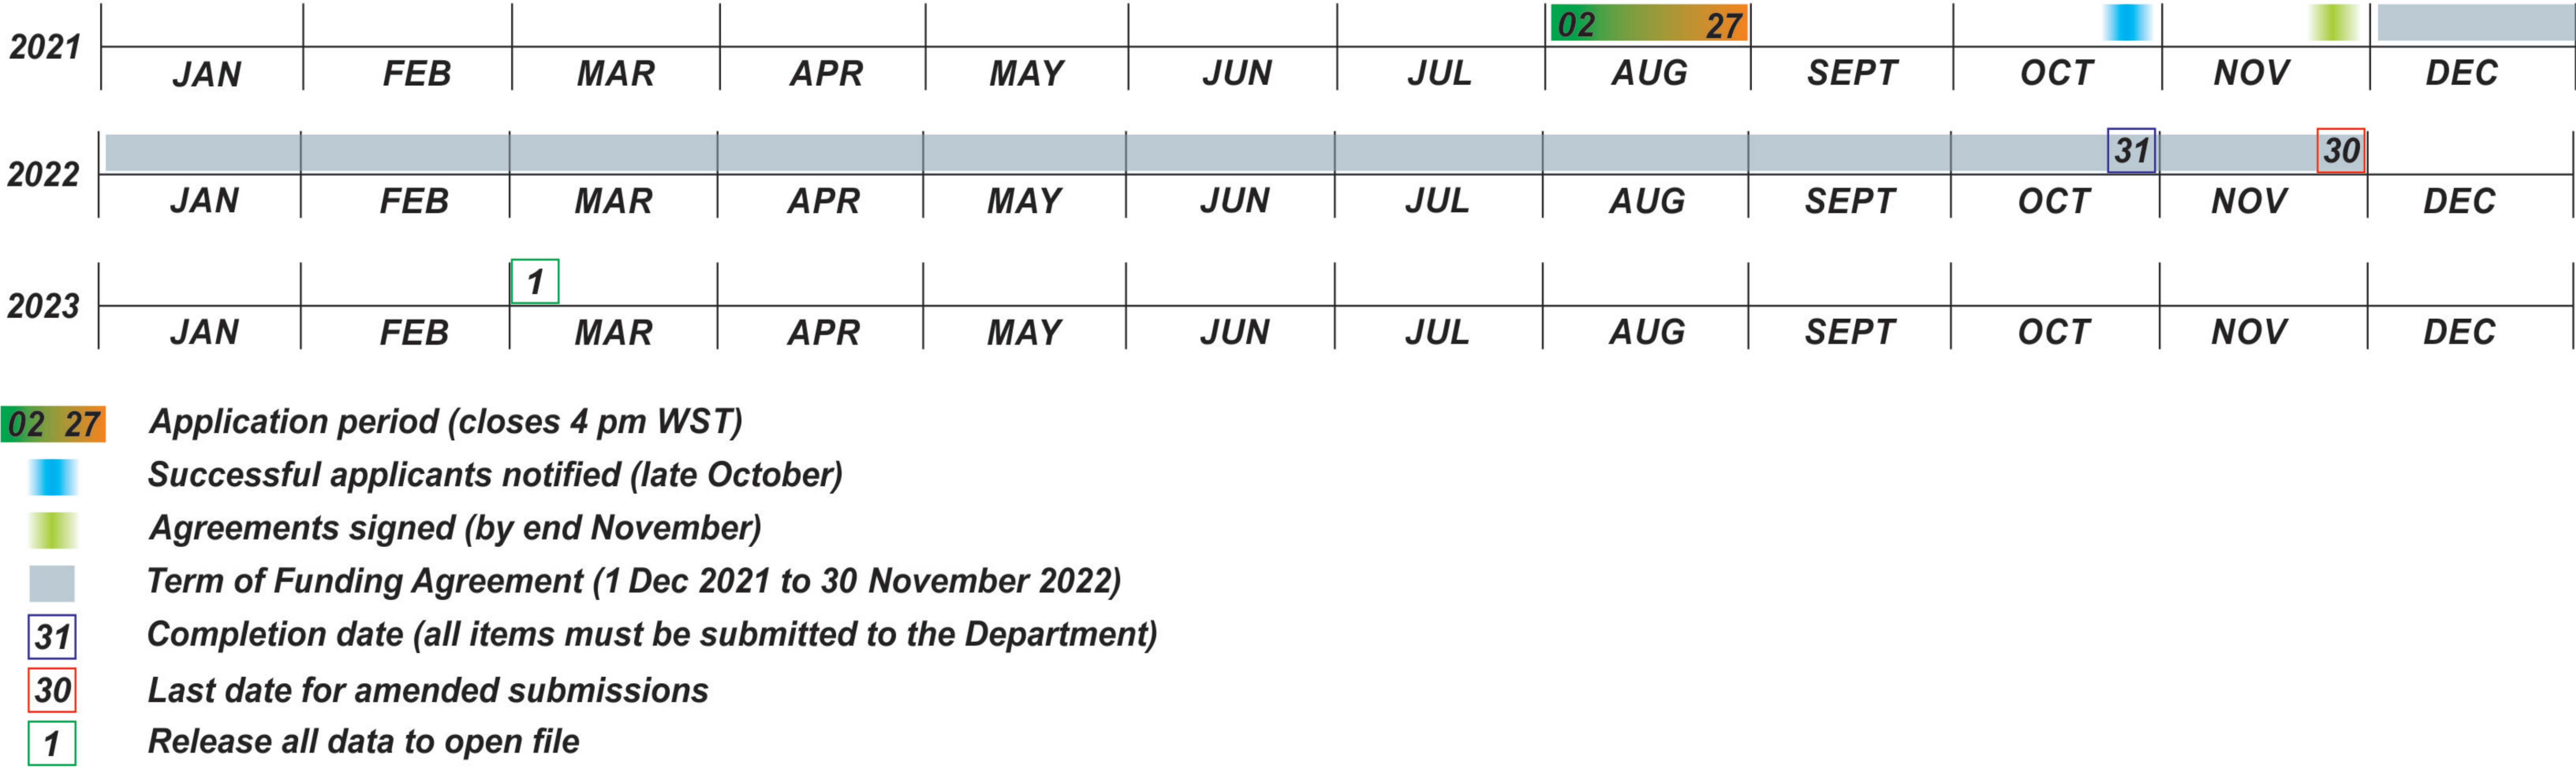 02 27
2021
JAN FEB MAR APR MAY JUN JUL AUG SEPT OCT NOV DEC
31 30
2022
JAN FEB MAR APR MAY JUN JUL AUG SEPT OCT NOV DEC
1
2023
JAN FEB MAR APR MAY JUN JUL AUG SEPT OCT NOV DEC
02 27 Application period (closes 4 pm WST)
Successful applicants notified (late October)
Agreements signed (by end November)
Term of Funding Agreement (1 Dec 2021 to 30 November 2022)
31 Completion date (all items must be submitted to the Department)
30 Last date for amended submissions
1 Release all data to open file